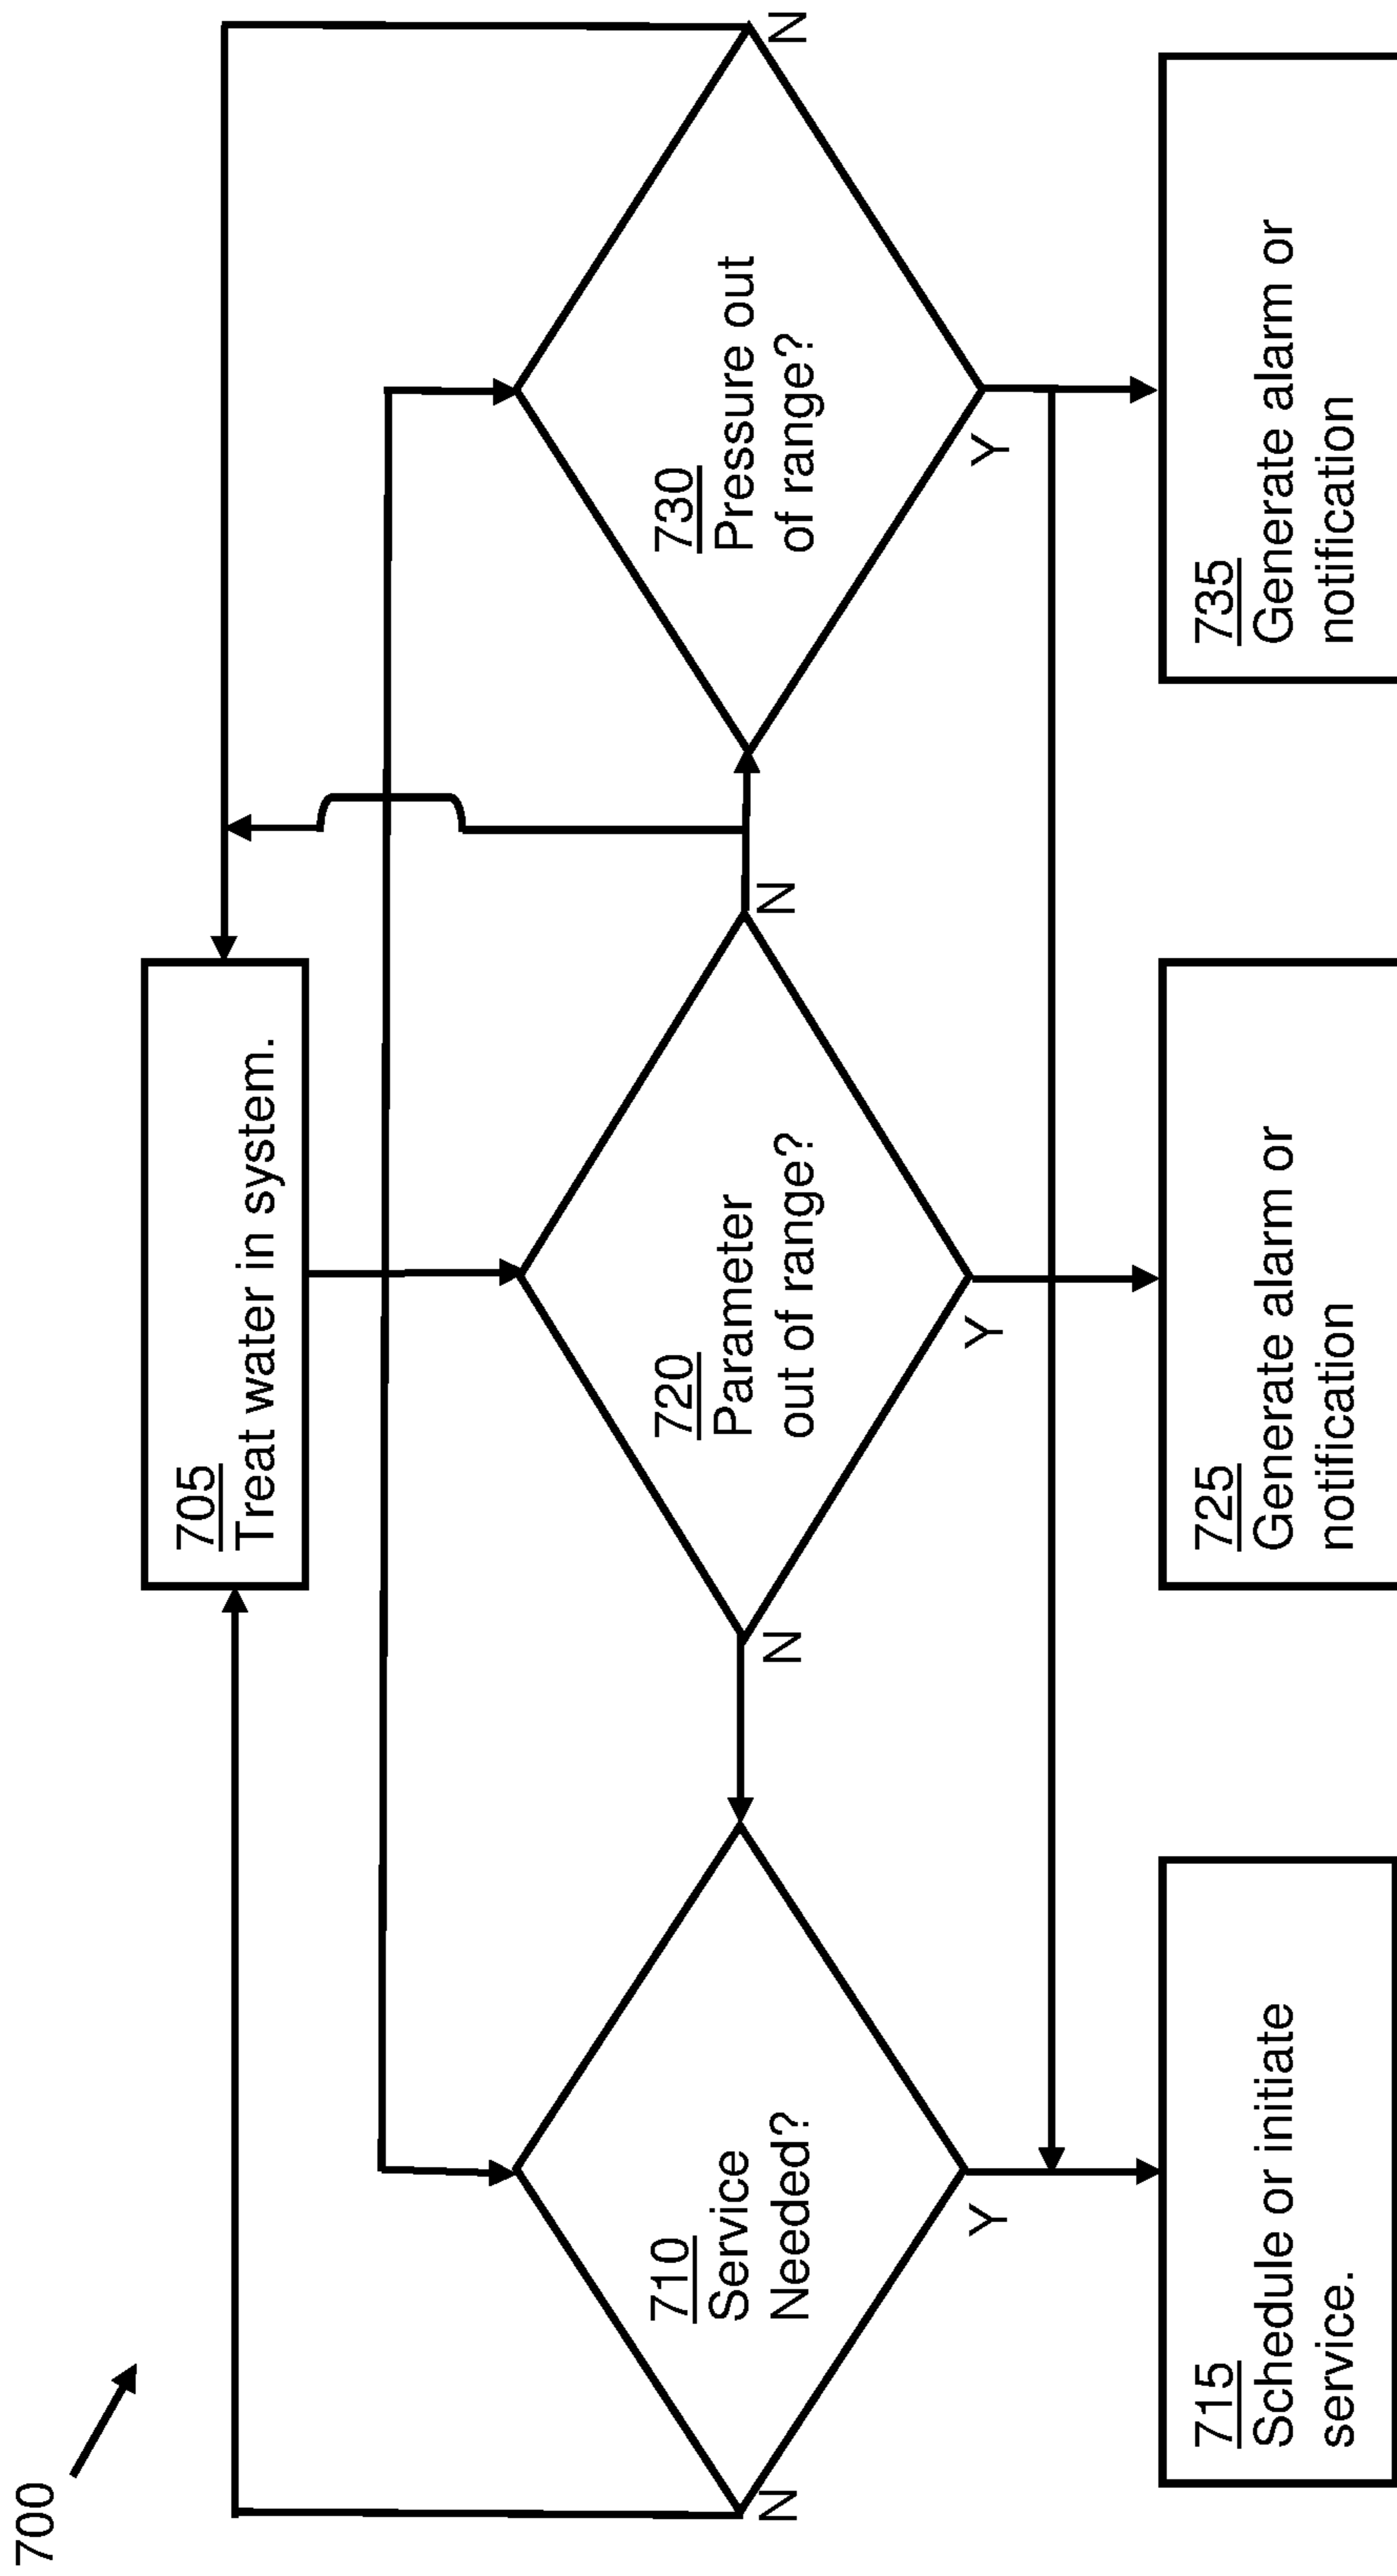 700
705
Treat water in system.
710
Service
Needed?
N
Y
720
Parameter
out of range?
N
N
Y
730
Pressure out
of range?
N
Y
715
Schedule or initiate
service.
725
Generate alarm or
notification
735
Generate alarm or
notification